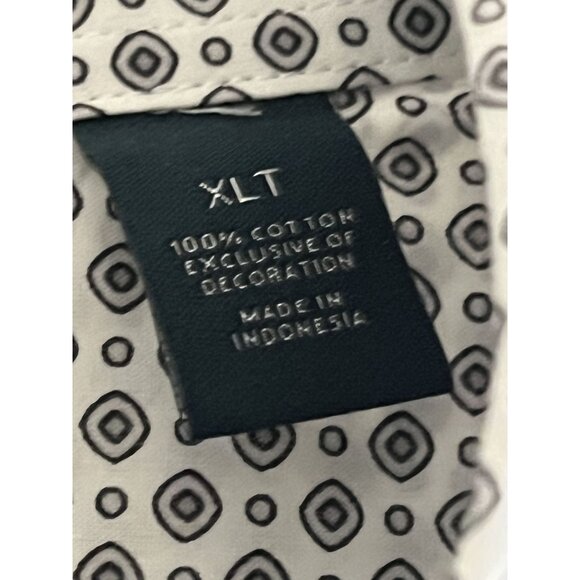 XLT
100% COTTON
EXCLUSIVE OF
DECORATION
MADE IN
INDONESIA